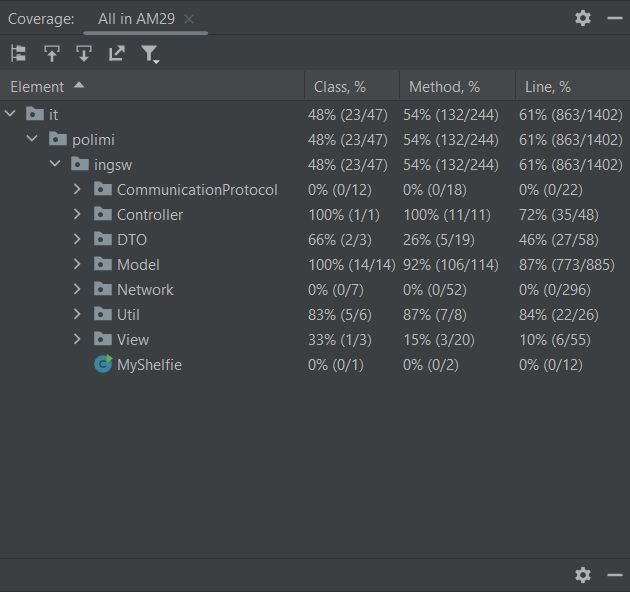 Coverage: All in AM29
Element Class, % Method, % Line, %
it 48% (23/47) 54% (132/244) 61% (863/1402)
polimi 48% (23/47) 54% (132/244) 61% (863/1402)
ingsw 48% (23/47) 54% (132/244) 61% (863/1402)
CommunicationProtocol 0% (0/12) 0% (0/18) 0% (0/22)
Controller 100% (1/1) 100% (11/11) 72% (35/48)
DTO 66% (2/3) 26% (5/19) 46% (27/58)
Model 100% (14/14) 92% (106/114) 87% (773/885)
Network 0% (0/7) 0% (0/52) 0% (0/296)
Util 83% (5/6) 87% (7/8) 84% (22/26)
View 33% (1/3) 15% (3/20) 10% (6/55)
C MyShelfie 0% (0/1) 0% (0/2) 0% (0/12)